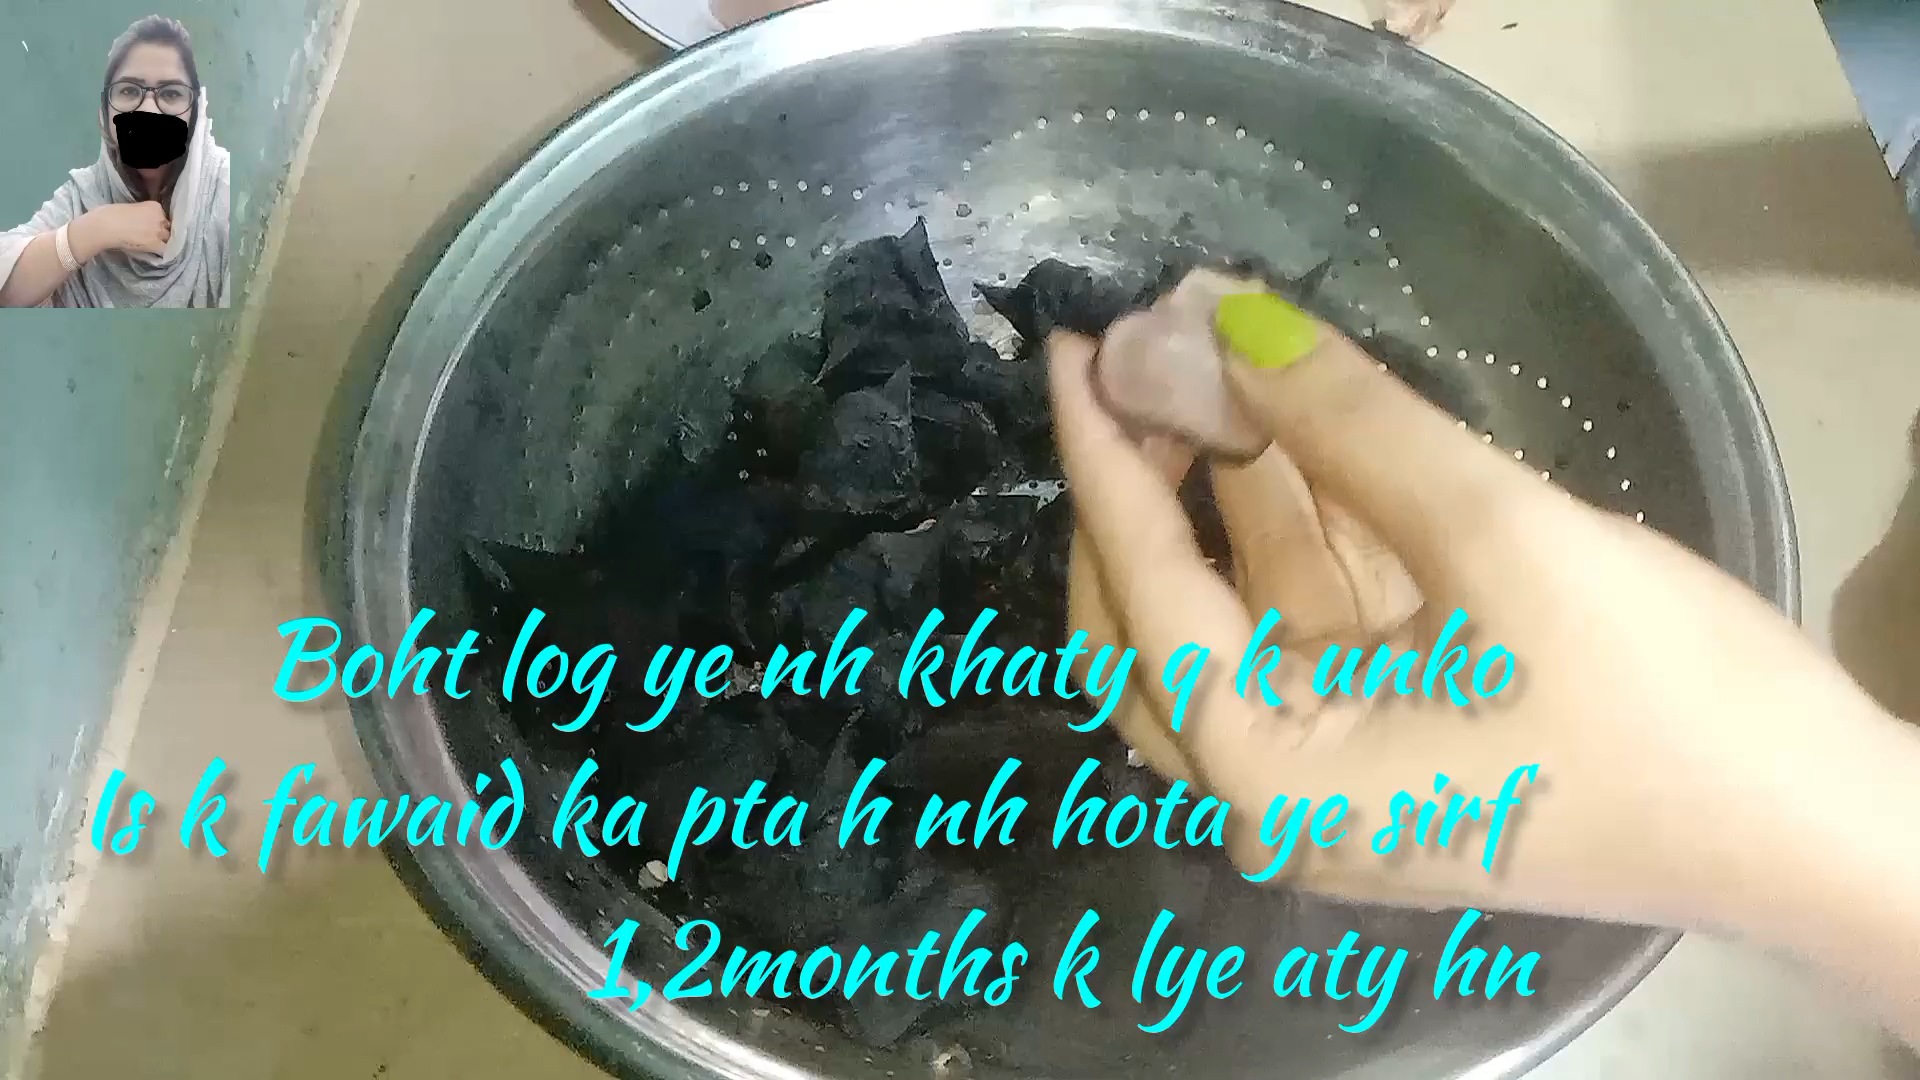 Boht log ye nh khaty q k unko
Is k fawaid ka pta h nh hota ye sirf
1,2months k lye aty hn